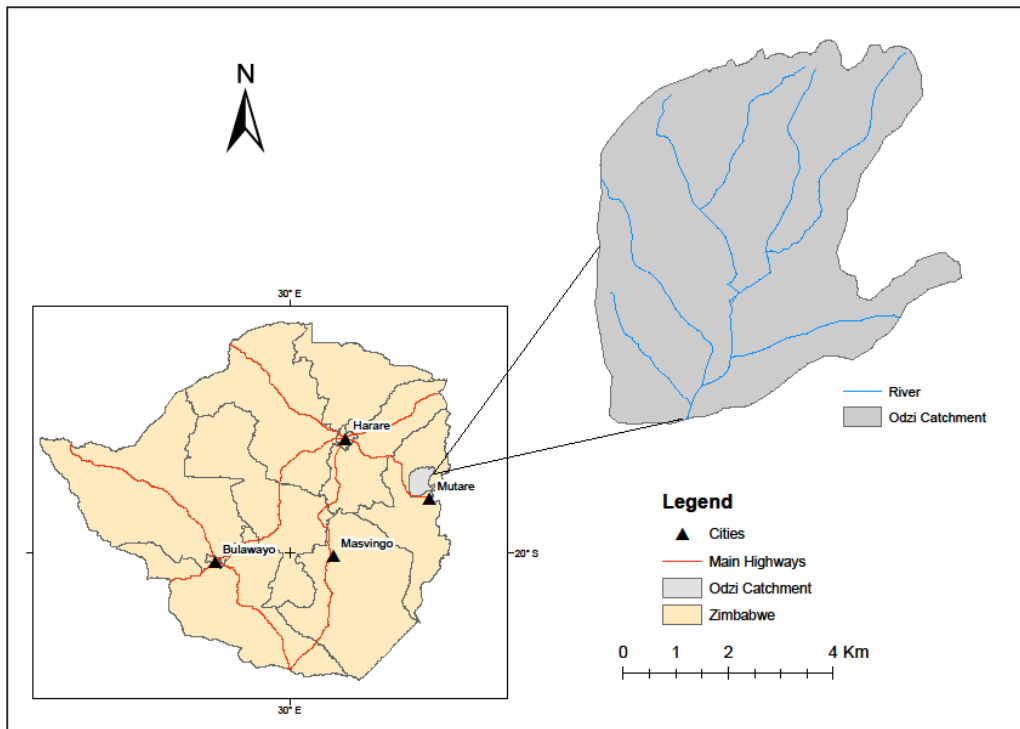 N
30° E
Harare
Mutare
Bulawayo
Masvingo
20° S
30° E
River
Odzi Catchment
Legend
Cities
Main Highways
Odzi Catchment
Zimbabwe
0 1 2 4 Km